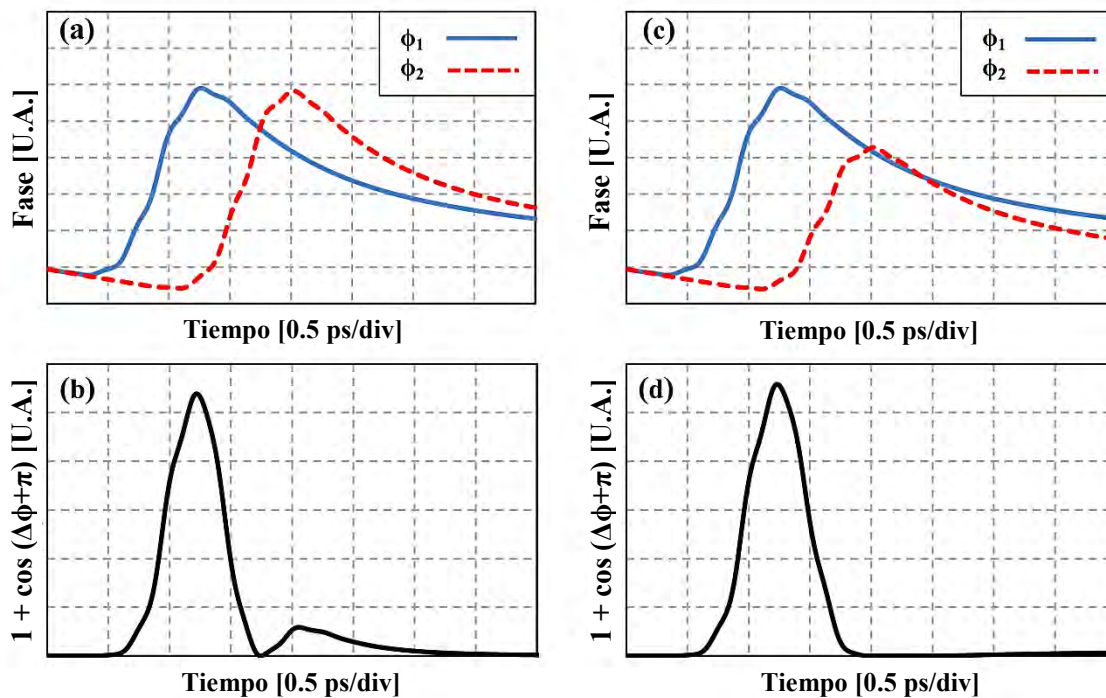 (a)
ϕ1
ϕ2
Fase [U.A.]
Tiempo [0.5 ps/div]
(c)
ϕ1
ϕ2
Fase [U.A.]
Tiempo [0.5 ps/div]
(b)
1 + cos (Δϕ+π) [U.A.]
Tiempo [0.5 ps/div]
(d)
1 + cos (Δϕ+π) [U.A.]
Tiempo [0.5 ps/div]